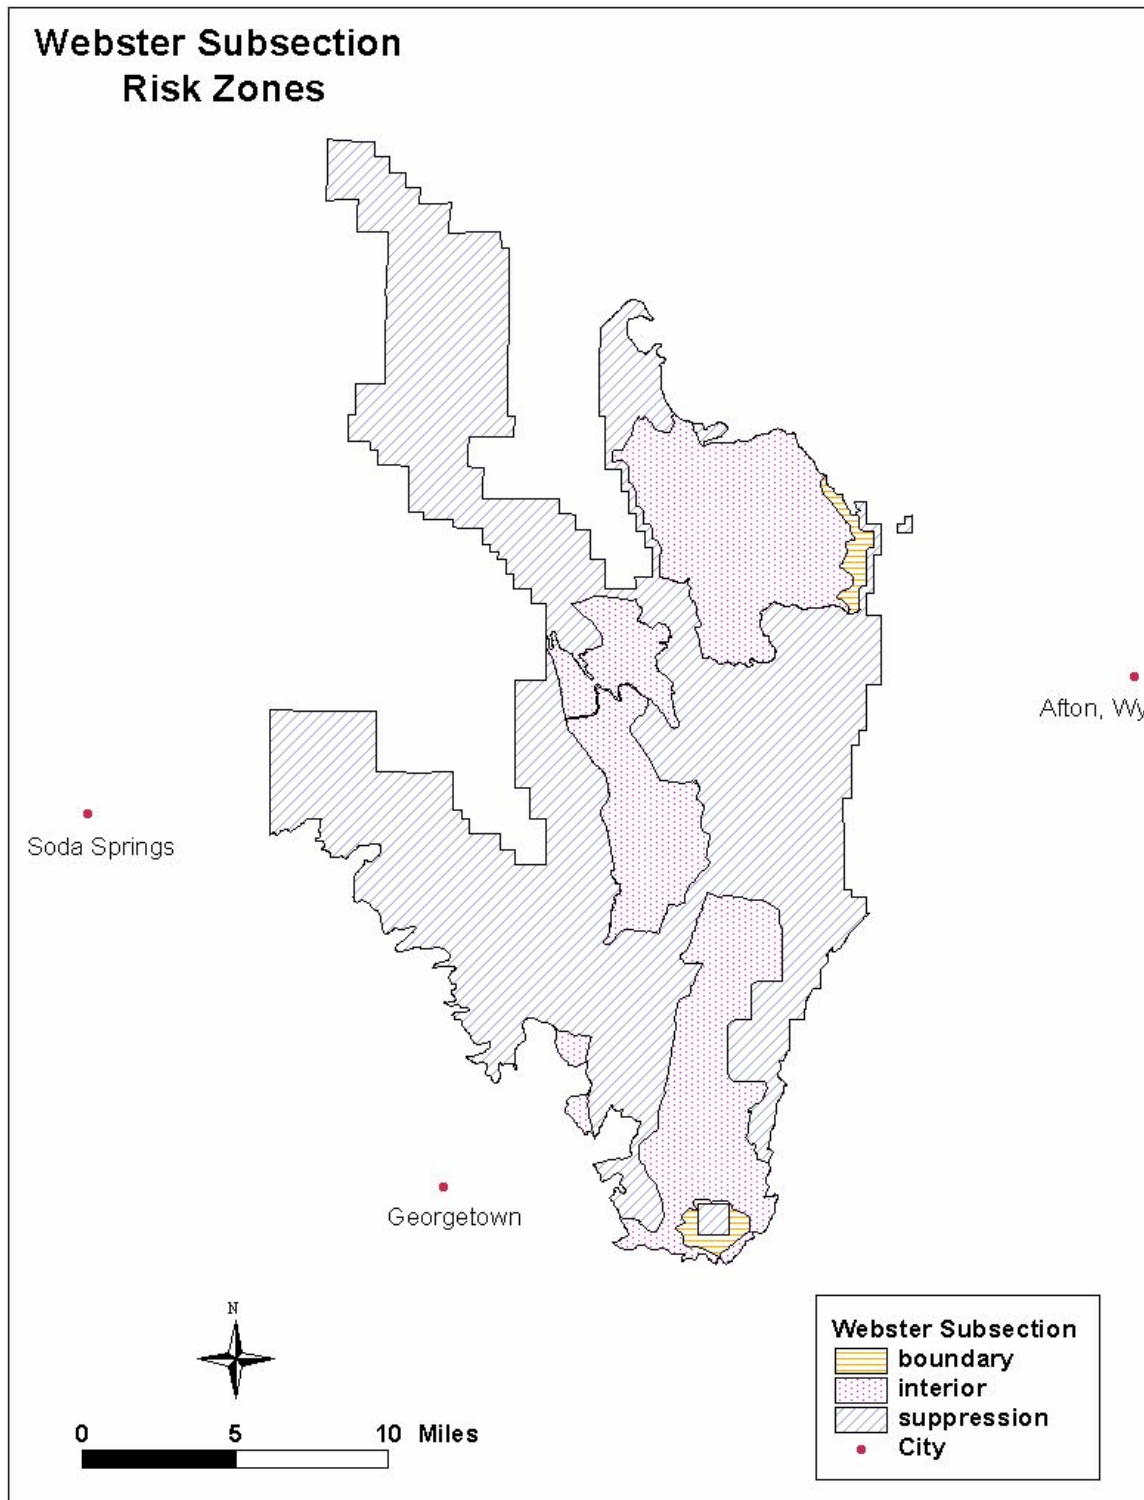 Webster Subsection
Risk Zones
Afton, Wy
Soda Springs
Georgetown
N
0 5 10 Miles
Webster Subsection
boundary
interior
suppression
City